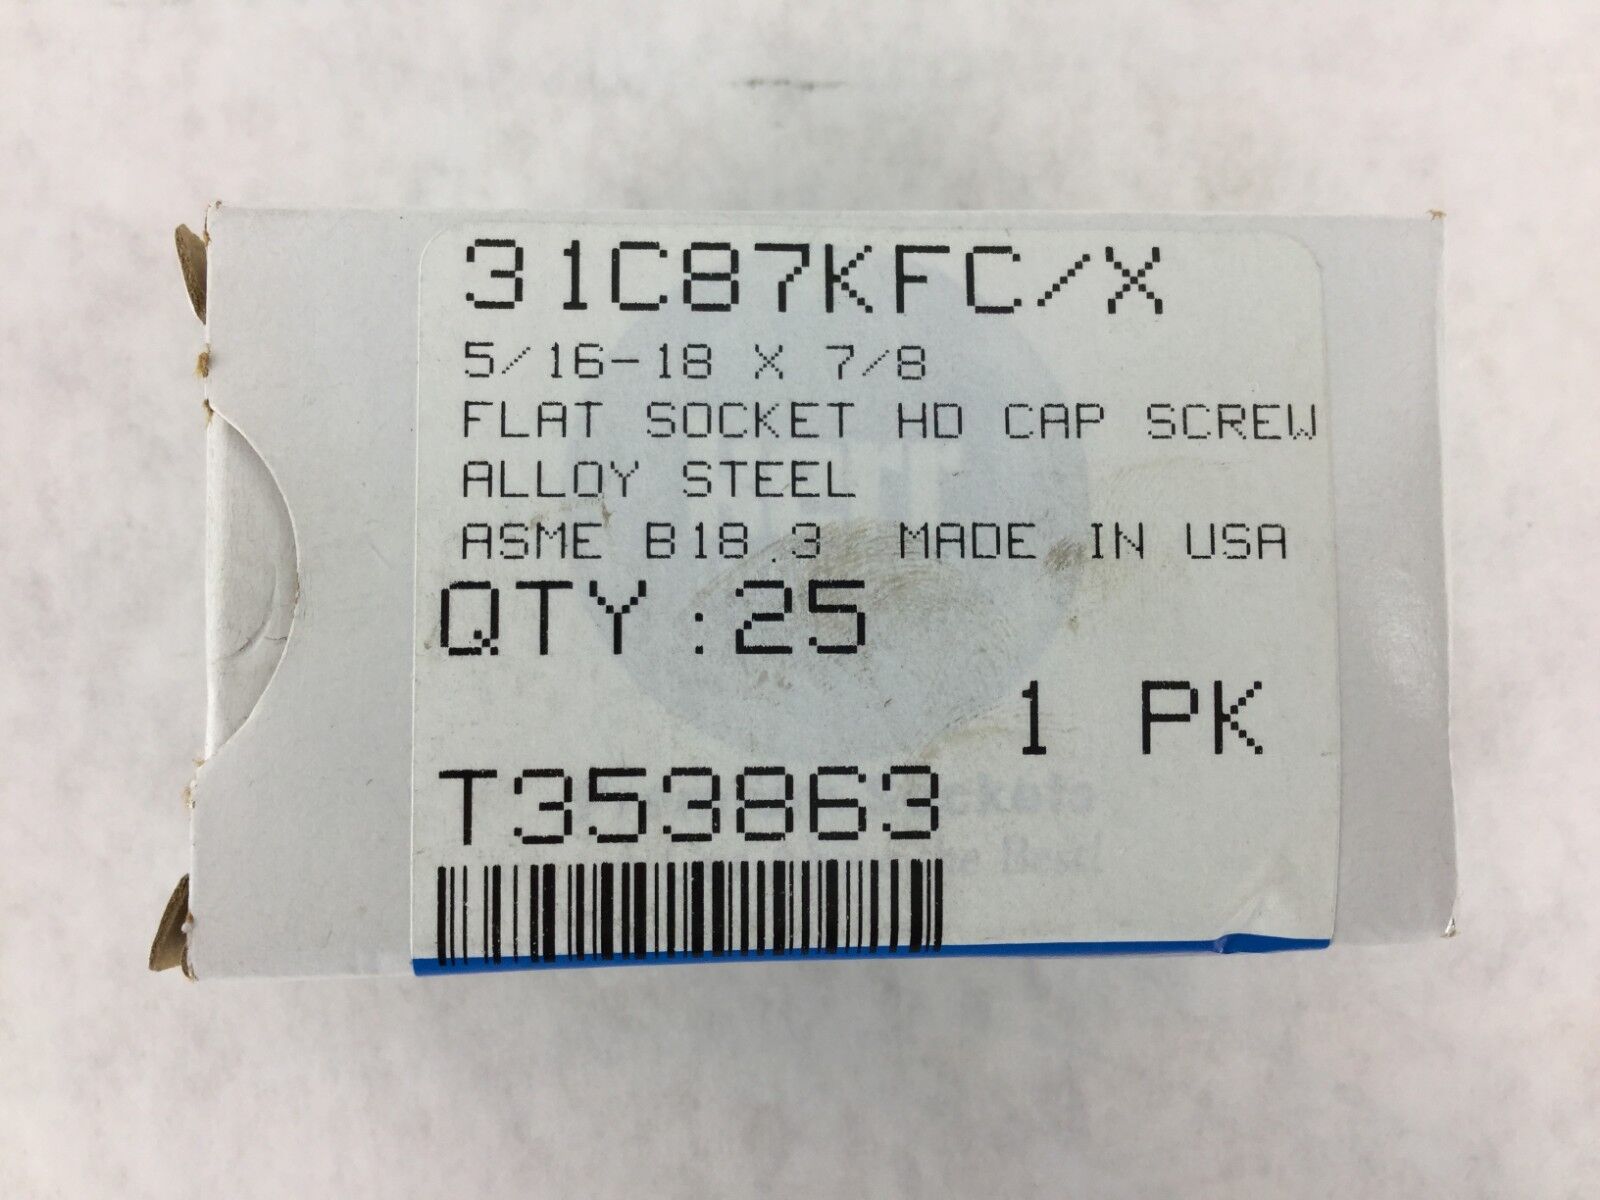 31C87KFC/X
5/16-18 X 7/8
FLAT SOCKET HD CAP SCREW
ALLOY STEEL
ASME B18.3 MADE IN USA
QTY:25
1 PK
T353863